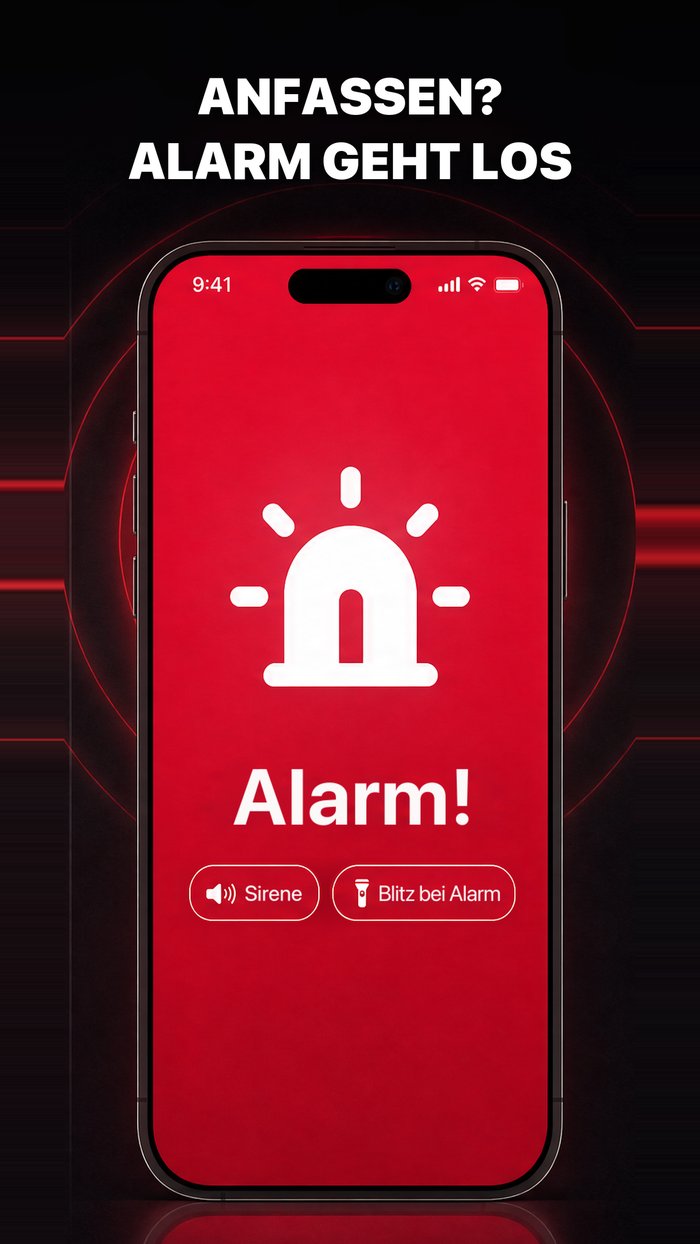 ANFASSEN?
ALARM GEHT LOS
9:41
Alarm!
Sirene
Blitz bei Alarm